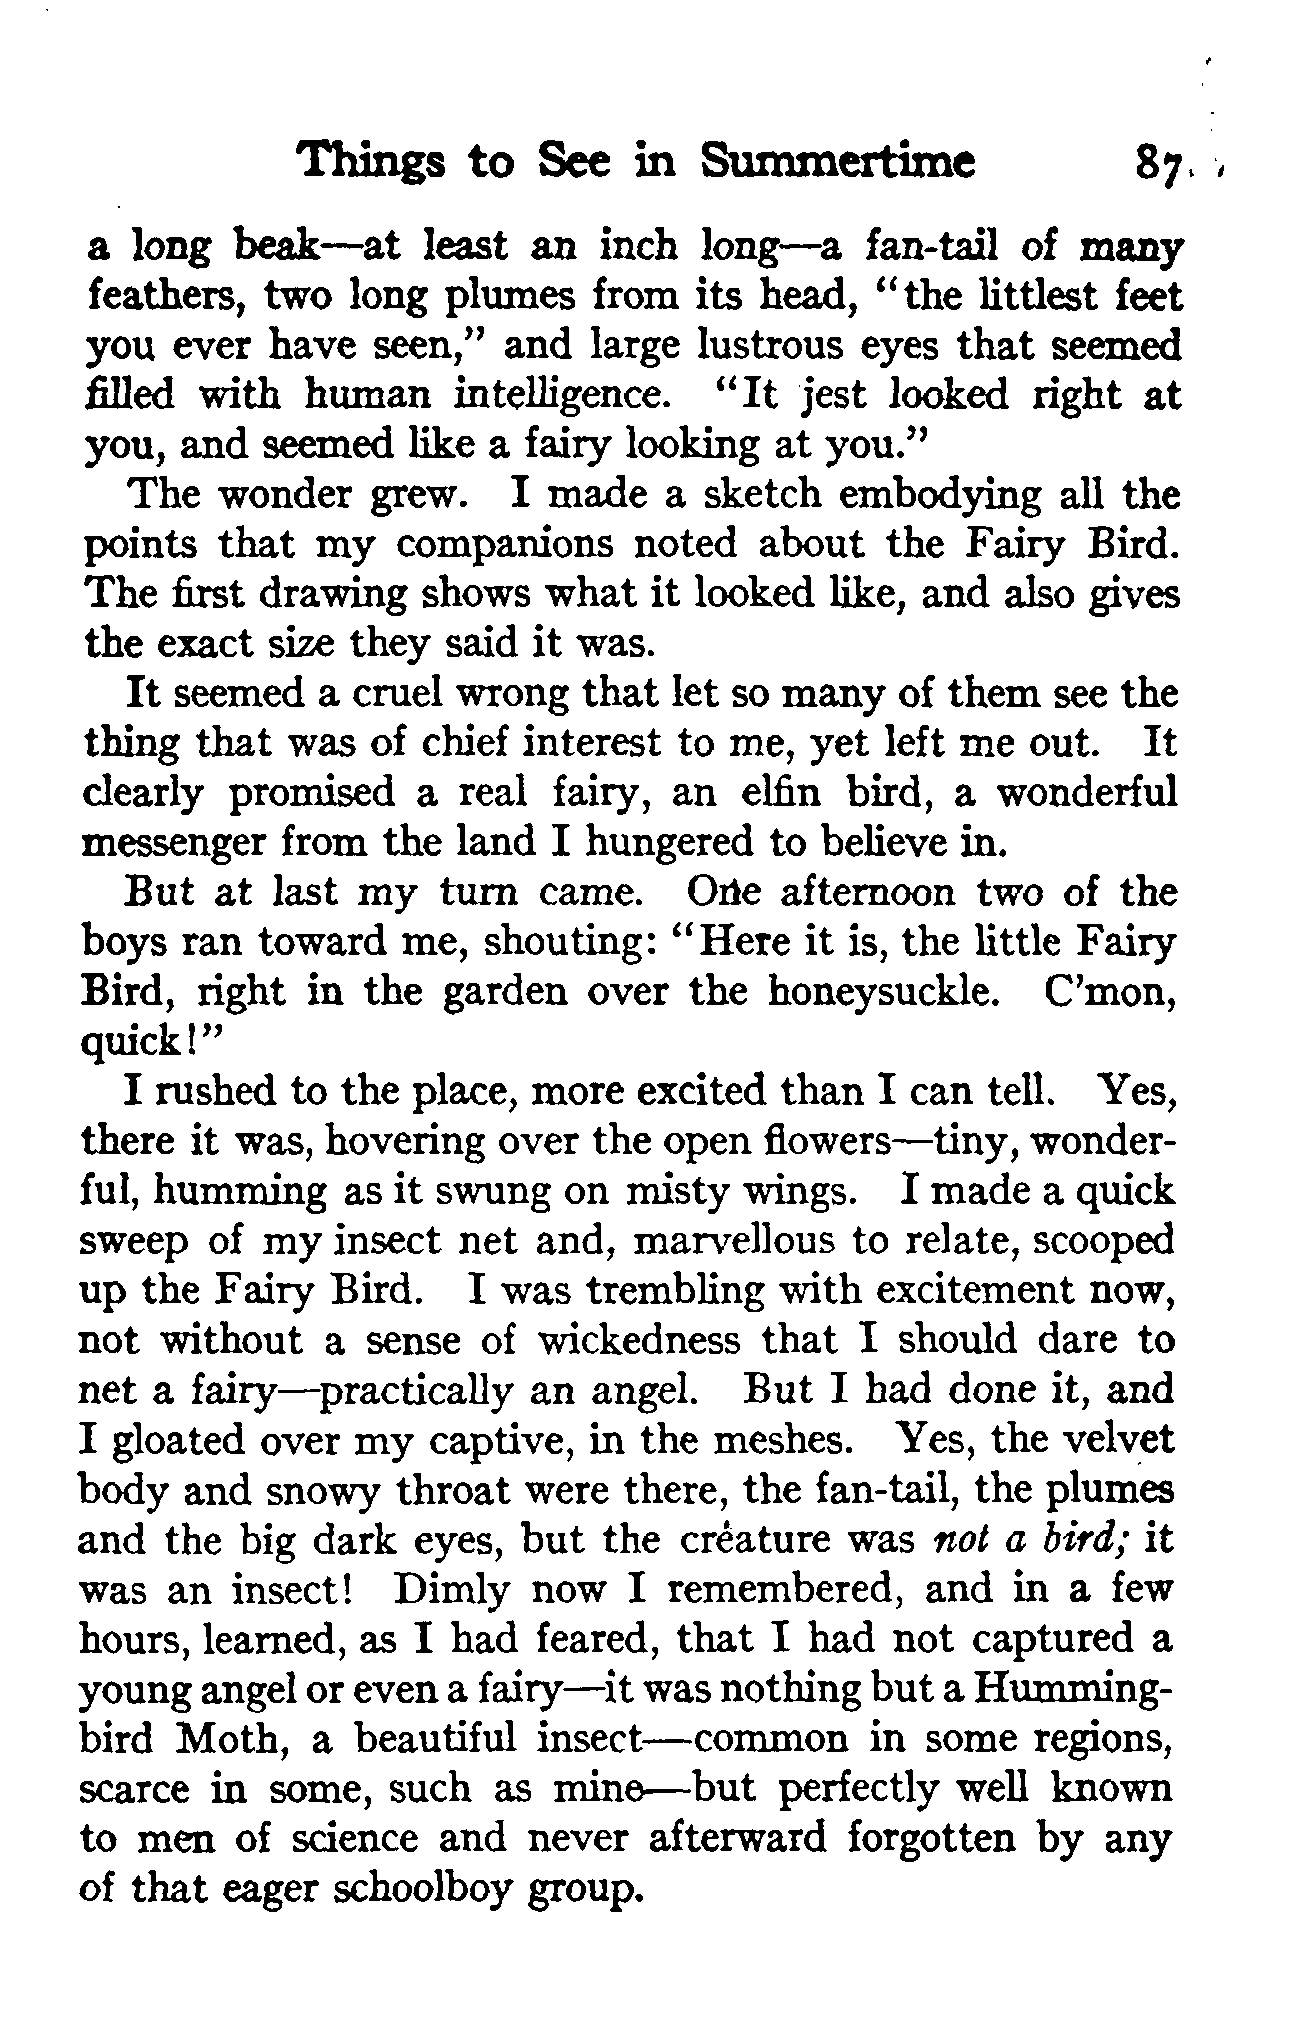 Things to See in Summertime 87
a long beak—at least an inch long—a fan-tail of many
feathers, two long plumes from its head, "the littlest feet
you ever have seen," and large lustrous eyes that seemed
filled with human intelligence. "It jest looked right at
you, and seemed like a fairy looking at you."
The wonder grew. I made a sketch embodying all the
points that my companions noted about the Fairy Bird.
The first drawing shows what it looked like, and also gives
the exact size they said it was.
It seemed a cruel wrong that let so many of them see the
thing that was of chief interest to me, yet left me out. It
clearly promised a real fairy, an elfin bird, a wonderful
messenger from the land I hungered to believe in.
But at last my turn came. One afternoon two of the
boys ran toward me, shouting: "Here it is, the little Fairy
Bird, right in the garden over the honeysuckle. C'mon,
quick!"
I rushed to the place, more excited than I can tell. Yes,
there it was, hovering over the open flowers—tiny, wonder-
ful, humming as it swung on misty wings. I made a quick
sweep of my insect net and, marvellous to relate, scooped
up the Fairy Bird. I was trembling with excitement now,
not without a sense of wickedness that I should dare to
net a fairy—practically an angel. But I had done it, and
I gloated over my captive, in the meshes. Yes, the velvet
body and snowy throat were there, the fan-tail, the plumes
and the big dark eyes, but the creature was not a bird; it
was an insect! Dimly now I remembered, and in a few
hours, learned, as I had feared, that I had not captured a
young angel or even a fairy—it was nothing but a Humming-
bird Moth, a beautiful insect—common in some regions,
scarce in some, such as mine—but perfectly well known
to men of science and never afterward forgotten by any
of that eager schoolboy group.